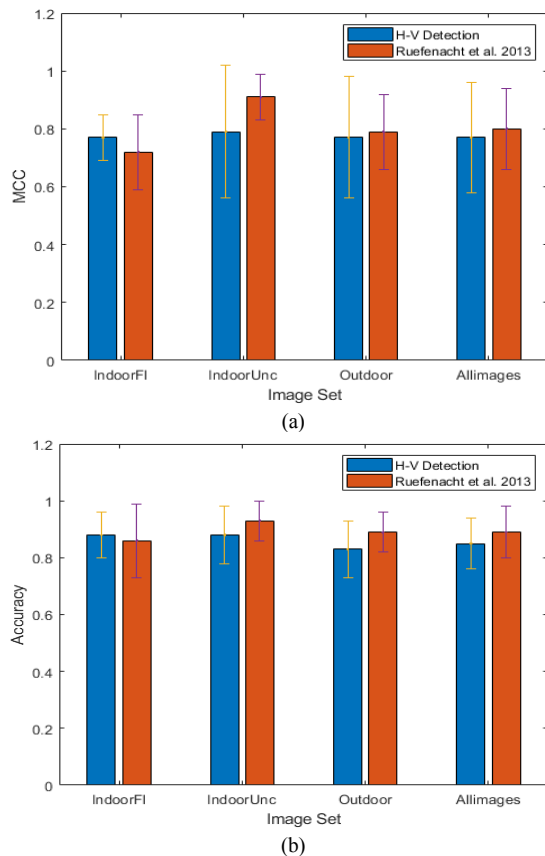 1.2
1
0.8
0.6
0.4
0.2
0
MCC
H-V Detection
Ruefenacht et al. 2013
IndoorFl IndoorUnc Outdoor Allimages
Image Set
(a)
1.2
1
0.8
0.6
0.4
0.2
0
Accuracy
H-V Detection
Ruefenacht et al. 2013
IndoorFl IndoorUnc Outdoor Allimages
Image Set
(b)